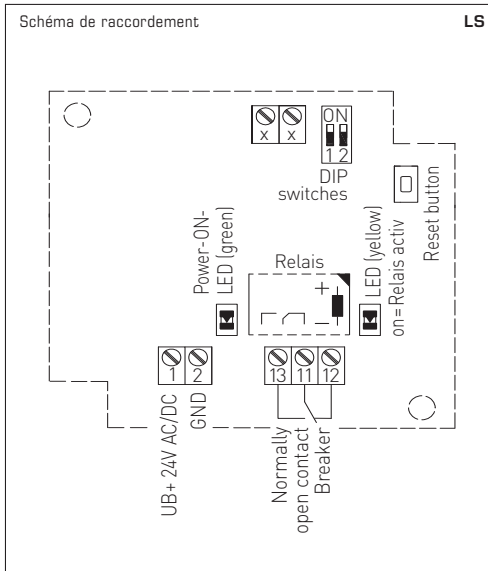 Schéma de raccordement
LS
ON
x x
1 2
DIP
switches
Reset button
Power-ON-
LED (green)
Relais
+
–
LED (yellow)
on=Relais activ
1 2
13 11 12
UB+ 24V AC/DC
GND
Normally
open contact
Breaker